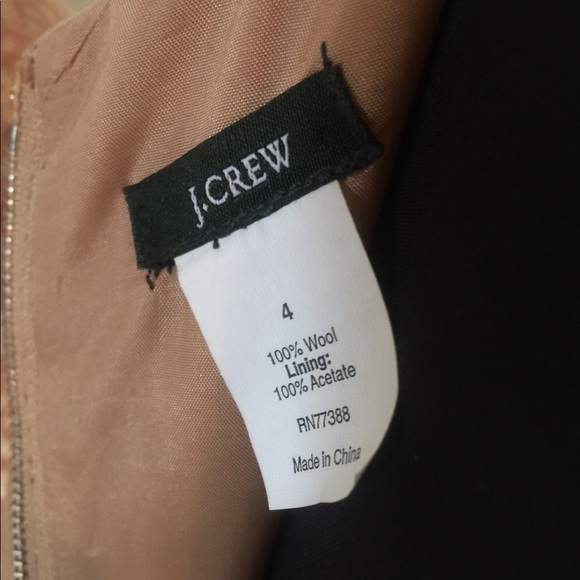 J.CREW
4
100% Wool
Lining:
100% Acetate
RN77388
Made in China